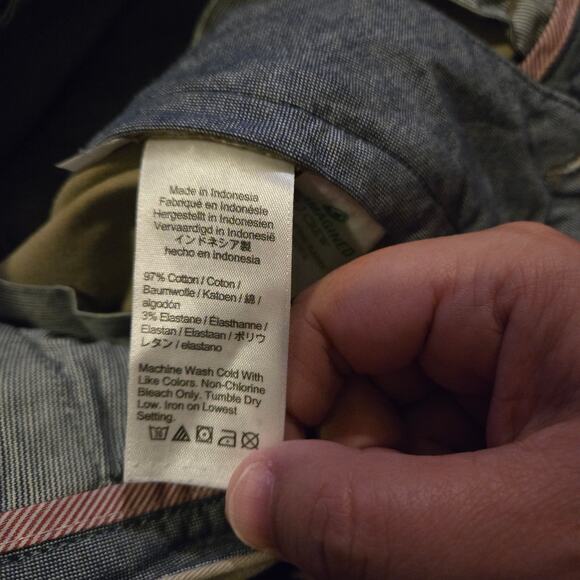 Made in Indonesia
Fabriqué en Indonésie
Hergestellt in Indonesien
Vervaardigd in Indonesië
インドネシア製
hecho en indonesia
97% Cotton / Coton /
Baumwolle / Katoen / 綿 /
algodón
3% Elastane / Élasthanne /
Elastan / Elastaan / ポリウ
レタン / elastano
Machine Wash Cold With
Like Colors. Non-Chlorine
Bleach Only. Tumble Dry
Low. Iron on Lowest
Setting.